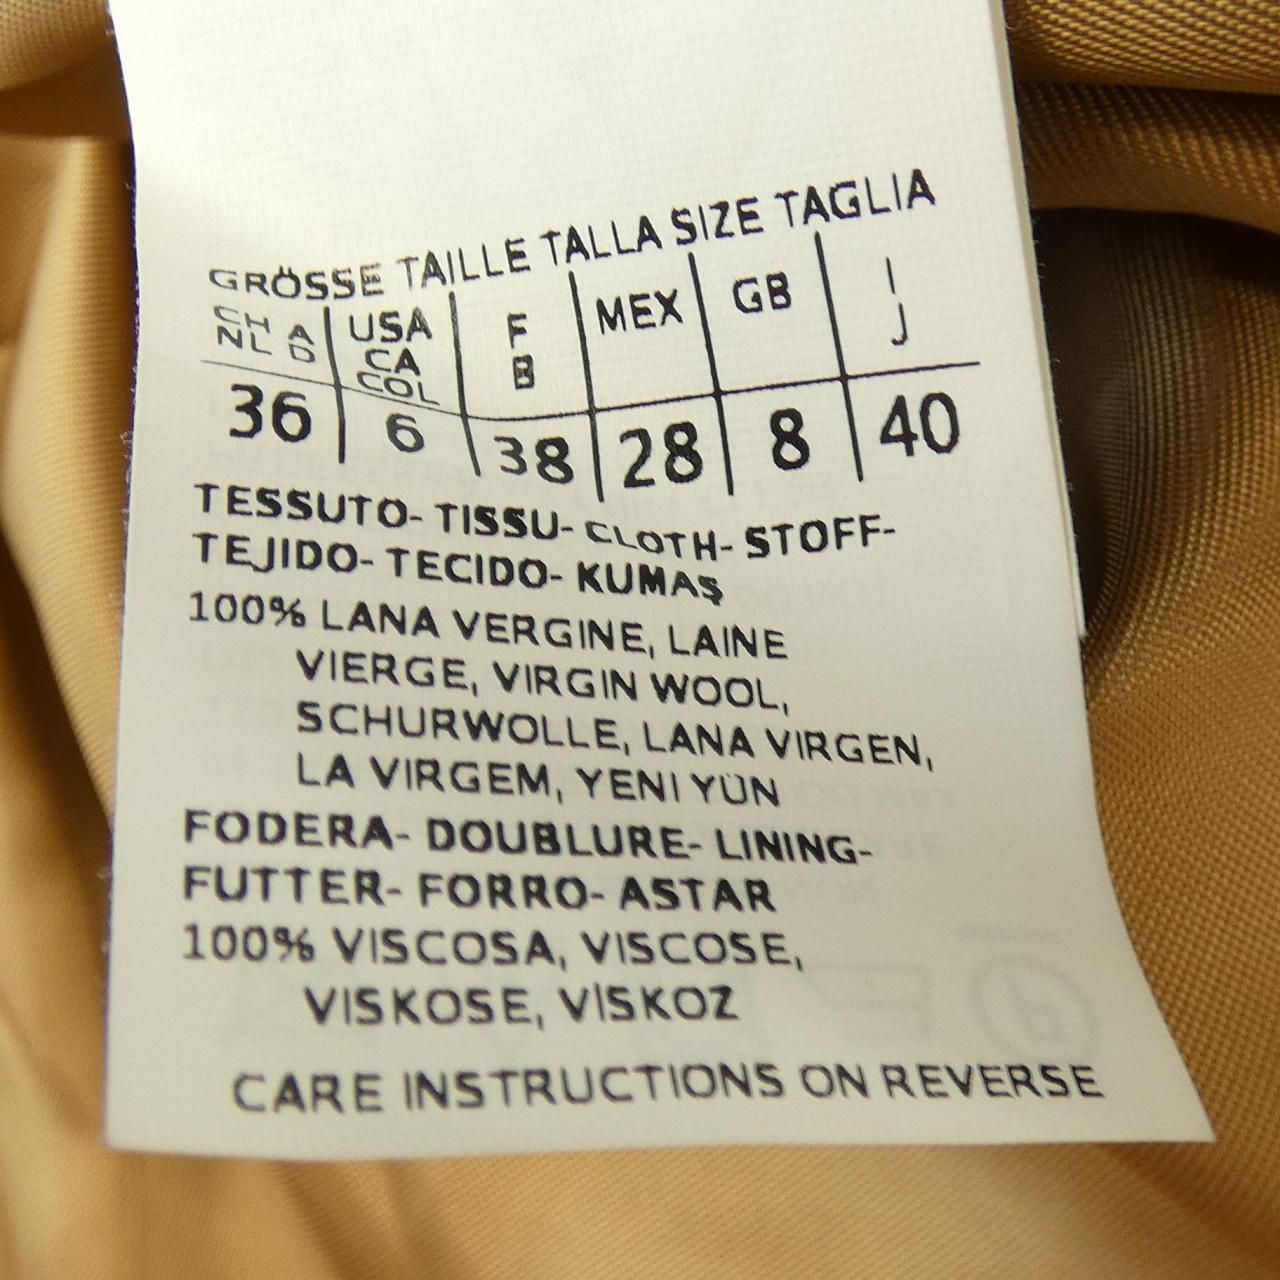 GRÖSSE TAILLE TALLA SIZE TAGLIA
CH A USA F MEX GB I
NL D CA B J
COL
36 6 38 28 8 40
TESSUTO- TISSU- CLOTH- STOFF-
TEJIDO- TECIDO- KUMAŞ
100% LANA VERGINE, LAINE
VIERGE, VIRGIN WOOL,
SCHURWOLLE, LANA VIRGEN,
LA VIRGEM, YENI YÜN
FODERA- DOUBLURE- LINING-
FUTTER- FORRO- ASTAR
100% VISCOSA, VISCOSE,
VISKOSE, VISKOZ
CARE INSTRUCTIONS ON REVERSE